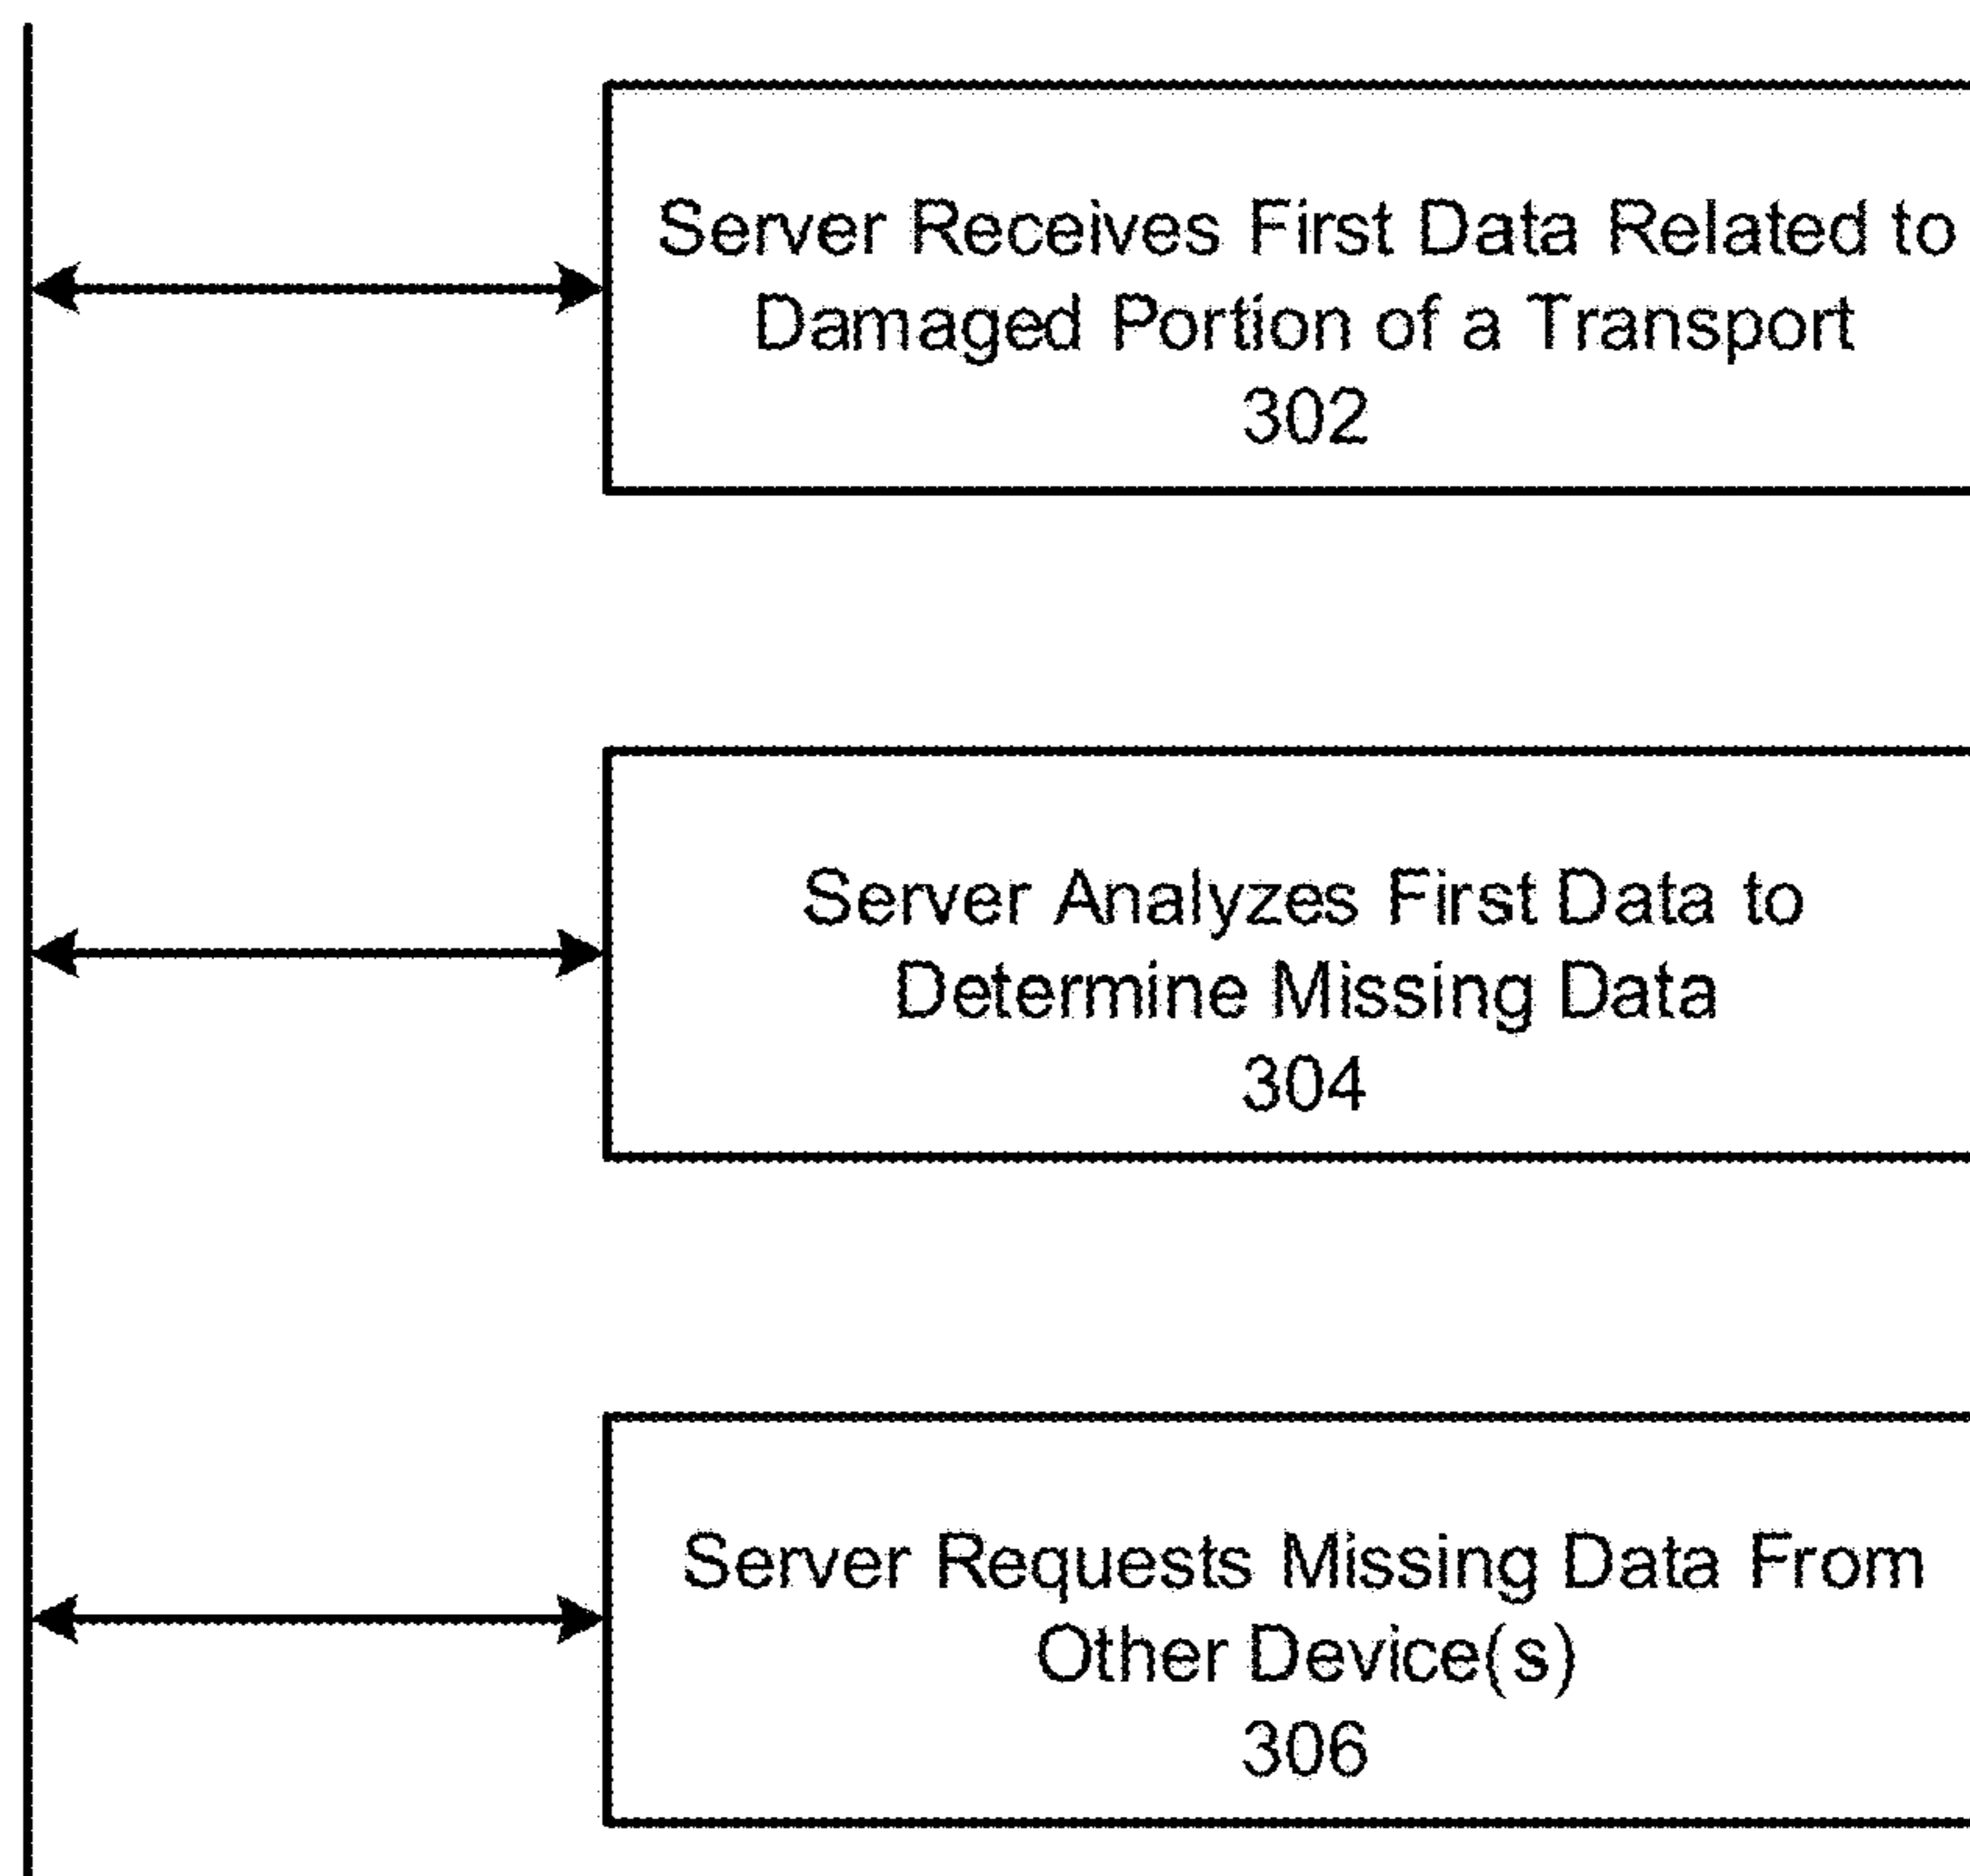 Server Receives First Data Related to
Damaged Portion of a Transport
302
Server Analyzes First Data to
Determine Missing Data
304
Server Requests Missing Data From
Other Device(s)
306